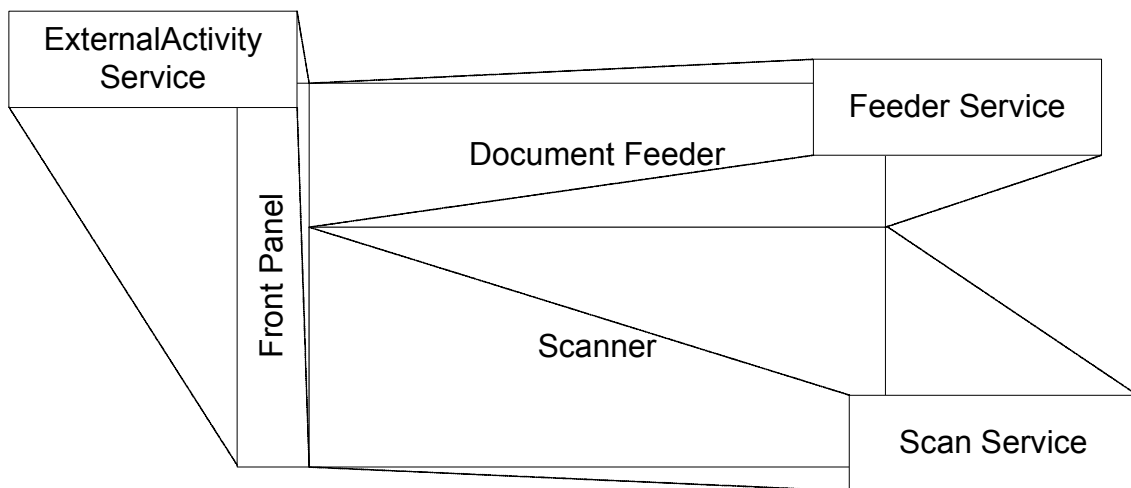 ExternalActivity
Service
Feeder Service
Document Feeder
Front Panel
Scanner
Scan Service